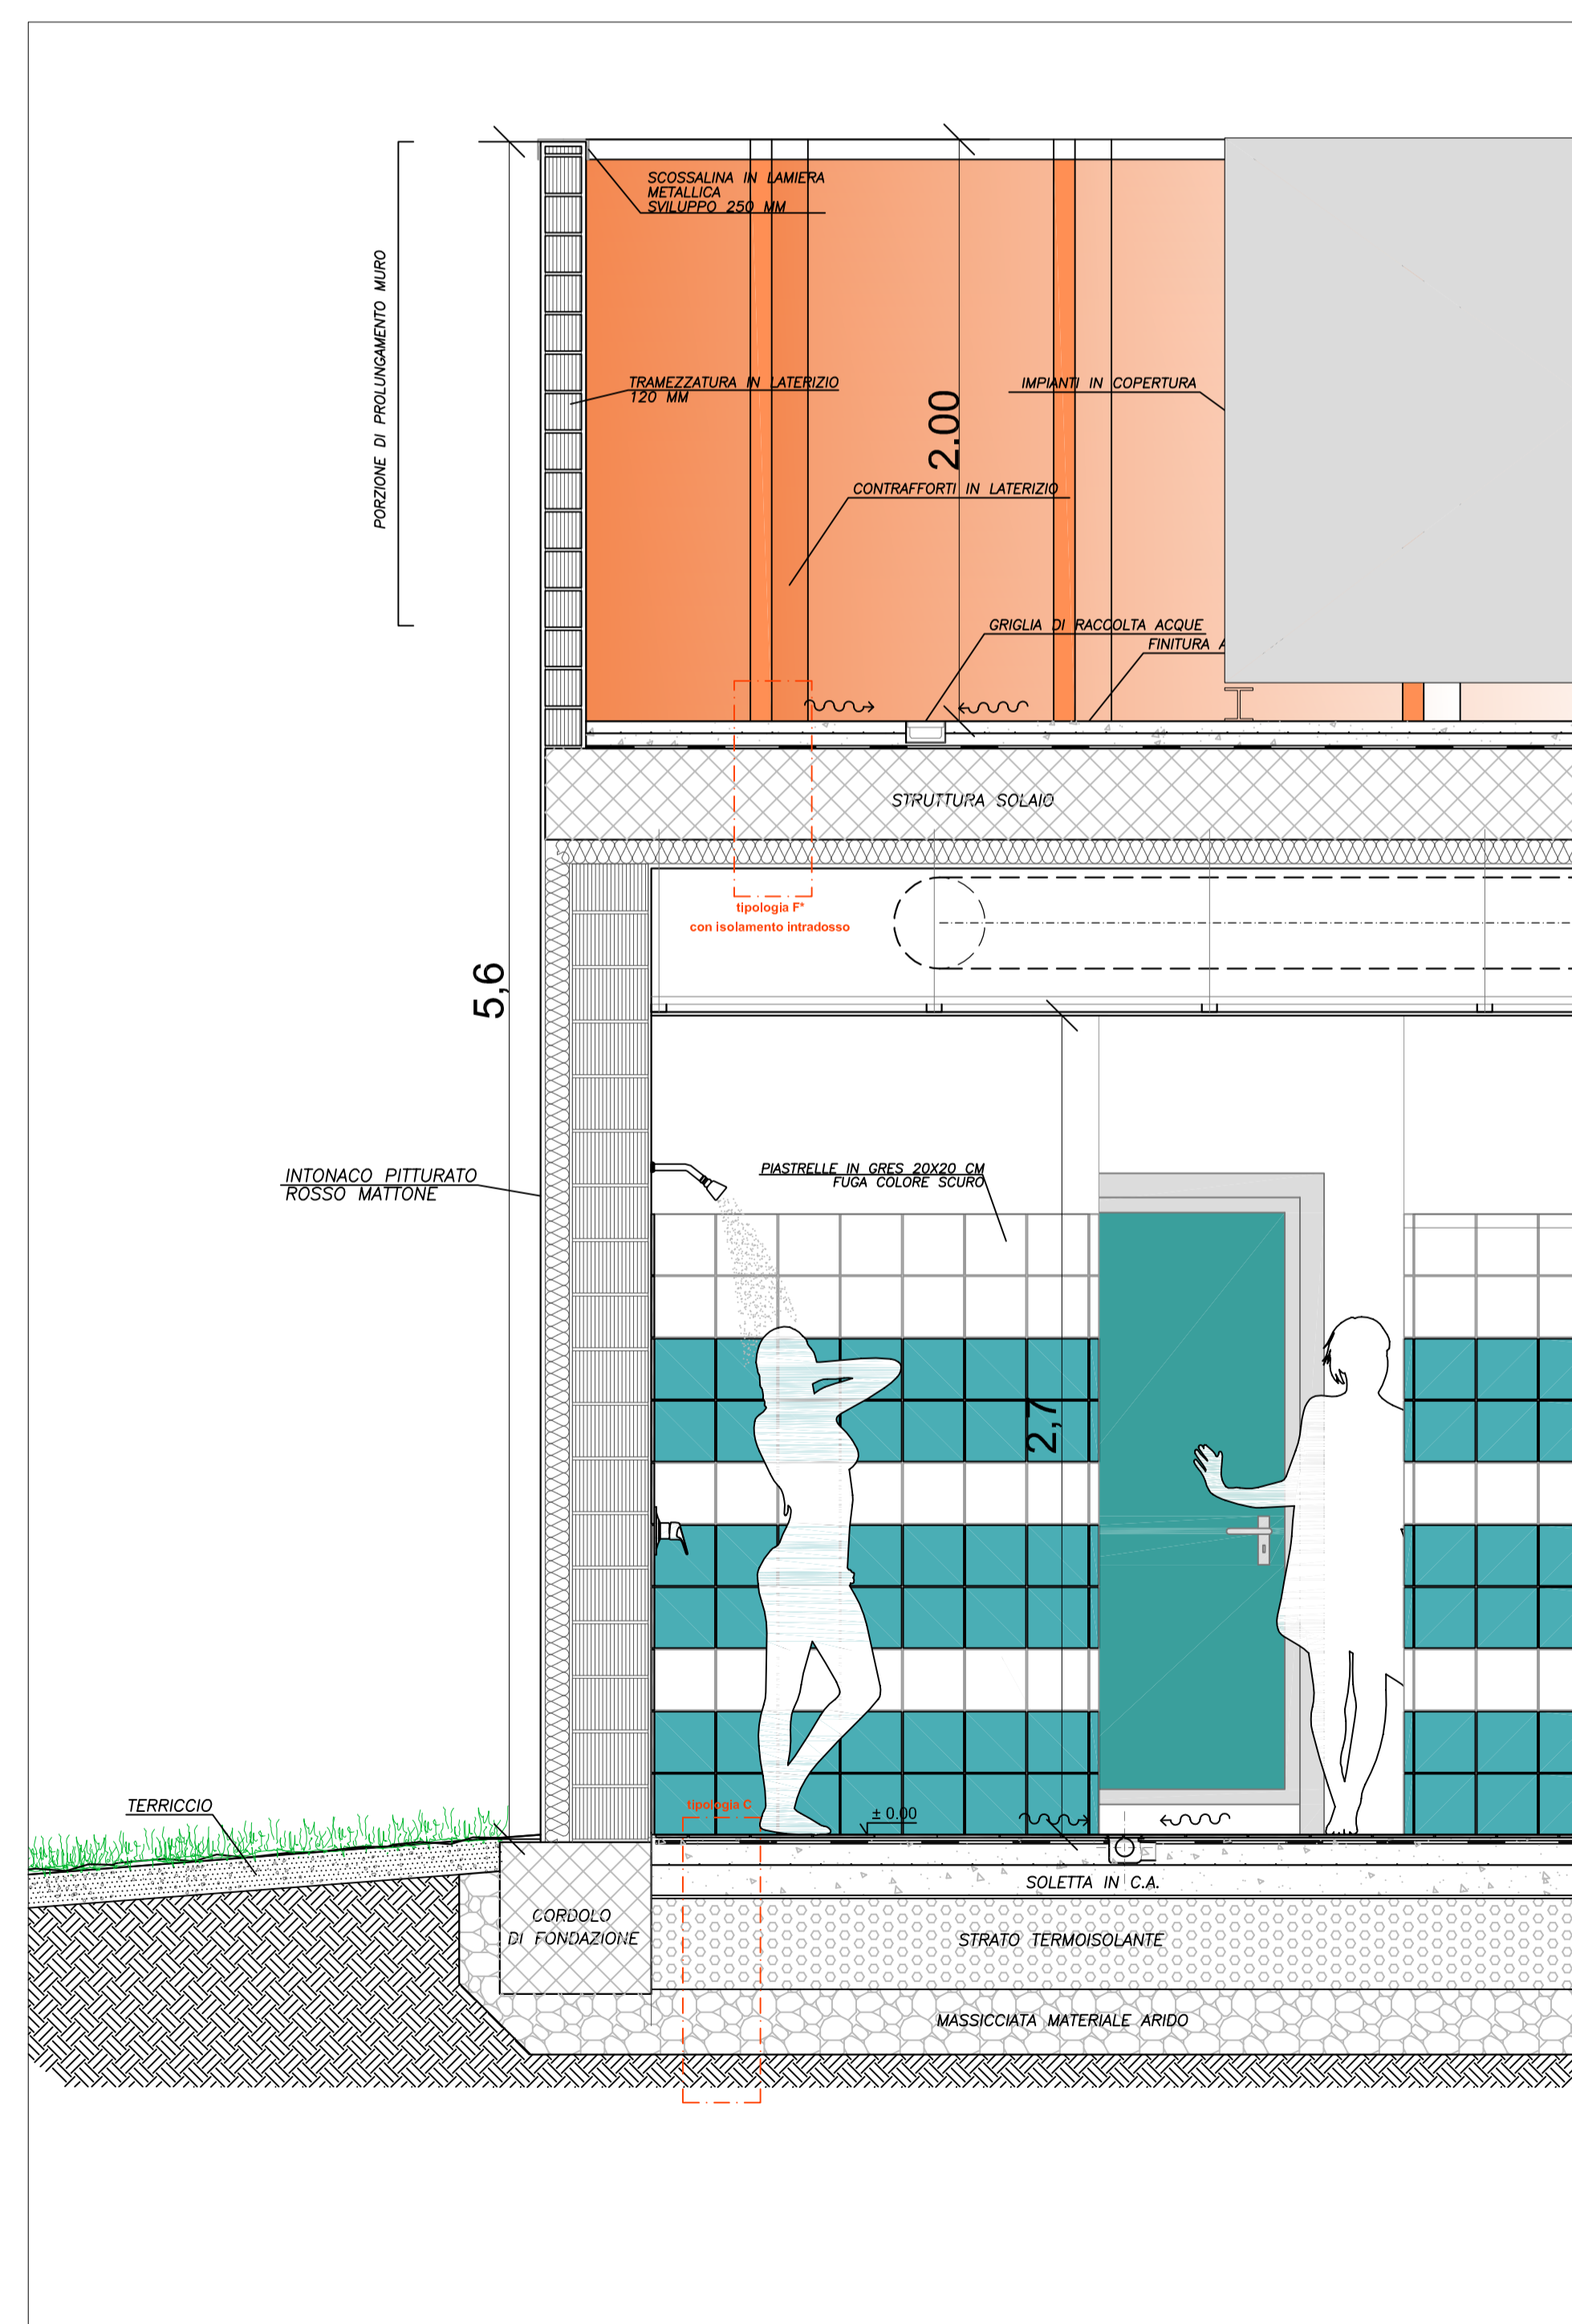 SCOSSALINA IN LAMIERA
METALLICA
SVILUPPO 250 MM
PORZIONE DI PROLUNGAMENTO MURO
TRAMEZZATURA IN LATERIZIO
120 MM
IMPIANTI IN COPERTURA
2.00
CONTRAFFORTI IN LATERIZIO
GRIGLIA DI RACCOLTA ACQUE
FINITURA A
STRUTTURA SOLAIO
tipologia F*
con isolamento intradosso
5,6
INTONACO PITTURATO
ROSSO MATTONE
PIASTRELLE IN GRES 20X20 CM
FUGA COLORE SCURO
2,7
TERRICCIO
tipologia C
± 0.00
SOLETTA IN C.A.
CORDOLO
DI FONDAZIONE
STRATO TERMOISOLANTE
MASSICCIATA MATERIALE ARIDO